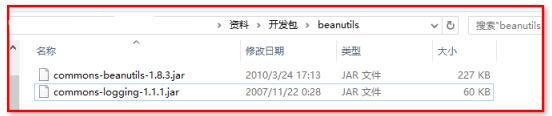 › 资料 › 开发包 › beanutils 搜索"beanutils
名称 修改日期 类型 大小
commons-beanutils-1.8.3.jar 2010/3/24 17:13 JAR 文件 227 KB
commons-logging-1.1.1.jar 2007/11/22 0:28 JAR 文件 60 KB